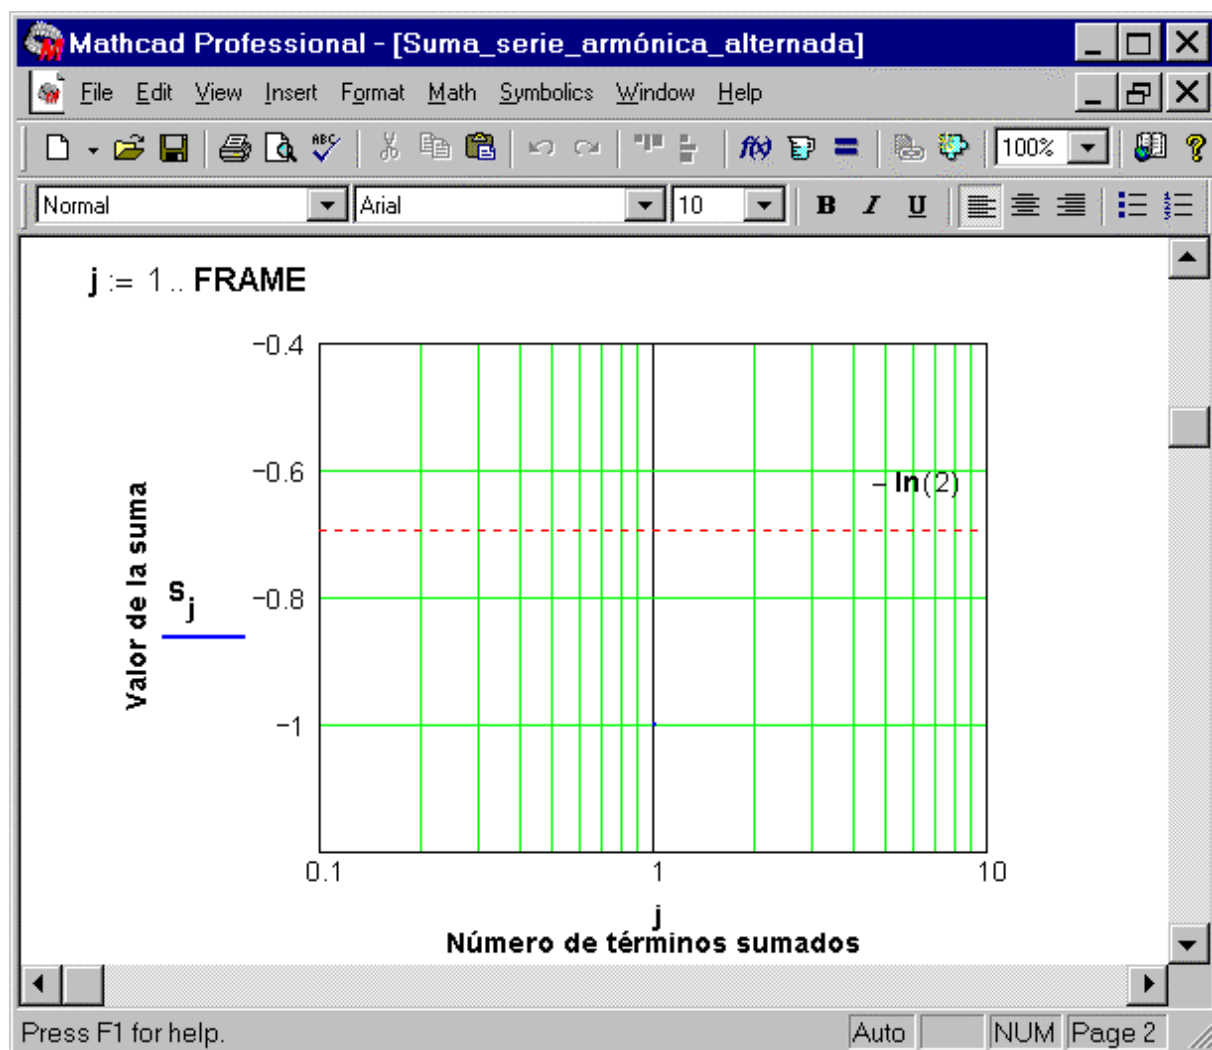 Mathcad Professional - [Suma_serie_armónica_alternada]
File Edit View Insert Format Math Symbolics Window Help
ABC 100% ?
Normal Arial 10 B I U
j := 1 .. FRAME
-0.4
-0.6
- ln(2)
Valor de la suma
S j
-0.8
-1
0.1 1 10
j
Número de términos sumados
Press F1 for help. Auto NUM Page 2